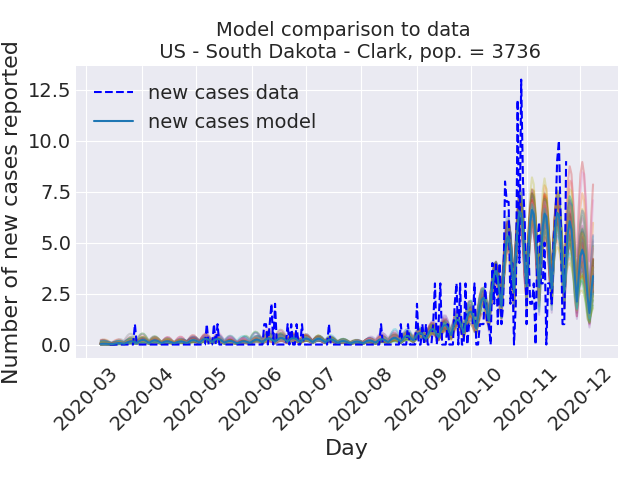 Model comparison to data
US - South Dakota - Clark, pop. = 3736
Number of new cases reported
12.5
10.0
7.5
5.0
2.5
0.0
new cases data
new cases model
2020-03
2020-04
2020-05
2020-06
2020-07
2020-08
2020-09
2020-10
2020-11
2020-12
Day